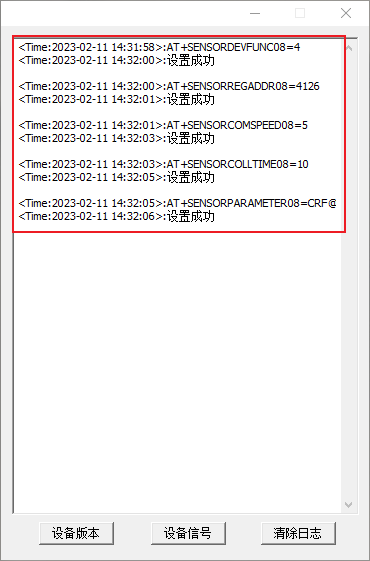 <Time:2023-02-11 14:31:58>:AT+SENSORDEVFUNC08=4
<Time:2023-02-11 14:32:00>:设置成功
<Time:2023-02-11 14:32:00>:AT+SENSORREGADDR08=4126
<Time:2023-02-11 14:32:01>:设置成功
<Time:2023-02-11 14:32:01>:AT+SENSORCOMSPEED08=5
<Time:2023-02-11 14:32:03>:设置成功
<Time:2023-02-11 14:32:03>:AT+SENSORCOLLTIME08=10
<Time:2023-02-11 14:32:05>:设置成功
<Time:2023-02-11 14:32:05>:AT+SENSORPARAMETER08=CRF@
<Time:2023-02-11 14:32:06>:设置成功
设备版本 设备信号 清除日志